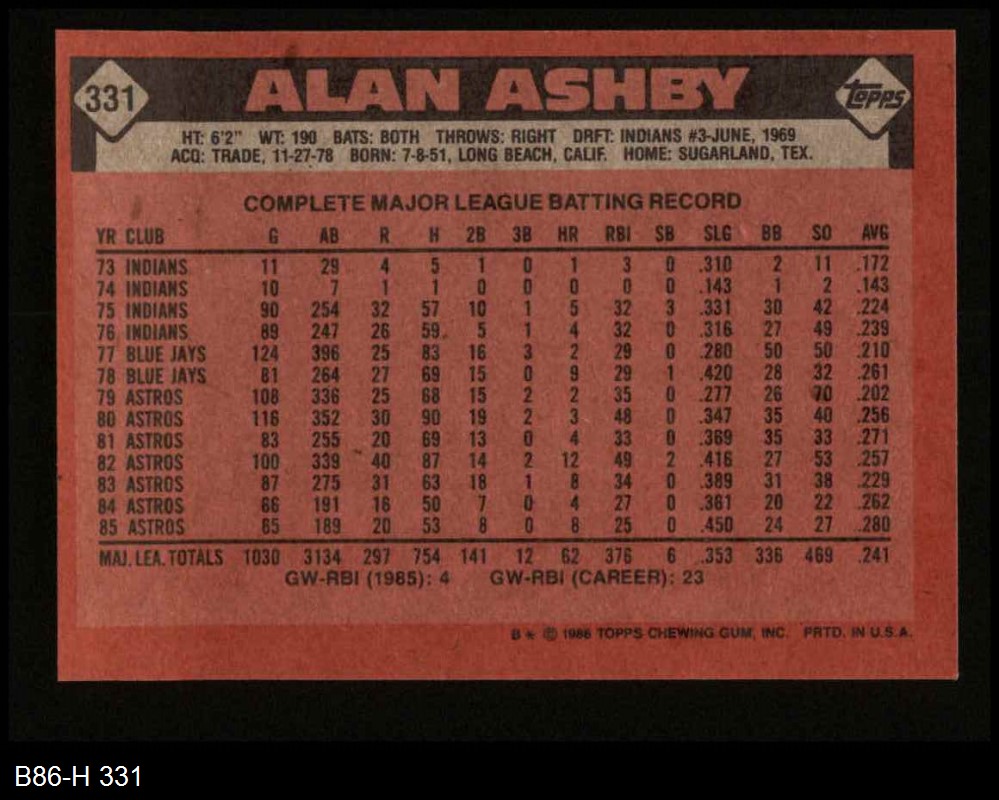 331 ALAN ASHBY topps
HT: 6'2" WT: 190 BATS: BOTH THROWS: RIGHT DRFT: INDIANS #3-JUNE, 1969
ACQ: TRADE, 11-27-78 BORN: 7-8-51, LONG BEACH, CALIF. HOME: SUGARLAND, TEX.
COMPLETE MAJOR LEAGUE BATTING RECORD
YR CLUB G AB R H 2B 3B HR RBI SB SLG BB SO AVG
73 INDIANS 11 29 4 5 1 0 1 3 0 .310 2 11 .172
74 INDIANS 10 7 1 1 0 0 0 0 0 .143 1 2 .143
75 INDIANS 90 254 32 57 10 1 5 32 3 .331 30 42 .224
76 INDIANS 89 247 26 59 5 1 4 32 0 .316 27 49 .239
77 BLUE JAYS 124 396 25 83 16 3 2 29 0 .280 50 50 .210
78 BLUE JAYS 81 264 27 69 15 0 9 29 1 .420 28 32 .261
79 ASTROS 108 336 25 68 15 2 2 35 0 .277 26 70 .202
80 ASTROS 116 352 30 90 19 2 3 48 0 .347 35 40 .256
81 ASTROS 83 255 20 69 13 0 4 33 0 .369 35 33 .271
82 ASTROS 100 339 40 87 14 2 12 49 2 .416 27 53 .257
83 ASTROS 87 275 31 63 18 1 8 34 0 .389 31 38 .229
84 ASTROS 66 191 16 50 7 0 4 27 0 .361 20 22 .262
85 ASTROS 65 189 20 53 8 0 8 25 0 .450 24 27 .280
MAJ. LEA. TOTALS 1030 3134 297 754 141 12 62 376 6 .353 336 469 .241
GW-RBI (1985): 4 GW-RBI (CAREER): 23
B* © 1986 TOPPS CHEWING GUM, INC. PRTD. IN U.S.A.
B86-H 331